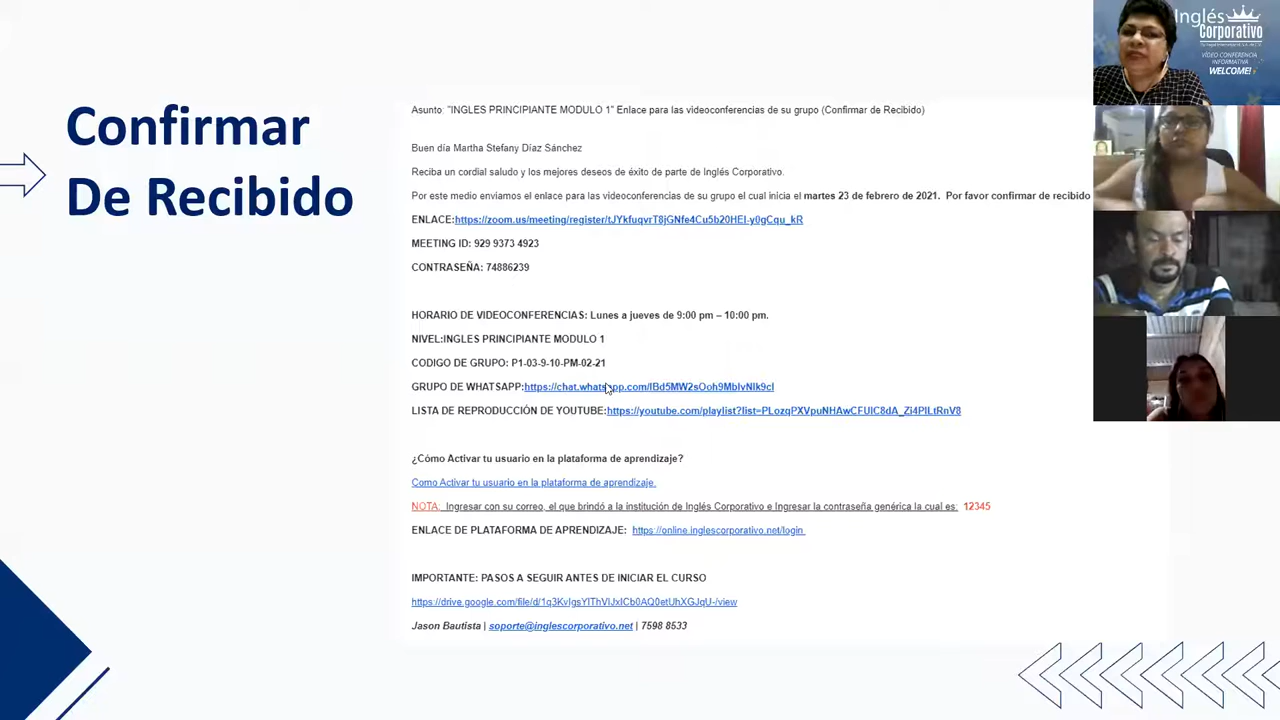 Confirmar
De Recibido
Asunto: "INGLES PRINCIPIANTE MODULO 1" Enlace para las videoconferencias de su grupo (Confirmar de Recibido)
Buen día Martha Stefany Díaz Sánchez
Reciba un cordial saludo y los mejores deseos de éxito de parte de Inglés Corporativo.
Por este medio enviamos el enlace para las videoconferencias de su grupo el cual inicia el martes 23 de febrero de 2021. Por favor confirmar de recibido
ENLACE:https://zoom.us/meeting/register/tJYkfuqvrT8jGNfe4Cu5b20HEI-y0gCqu_kR
MEETING ID: 929 9373 4923
CONTRASEÑA: 74886239
HORARIO DE VIDEOCONFERENCIAS: Lunes a jueves de 9:00 pm – 10:00 pm.
NIVEL:INGLES PRINCIPIANTE MODULO 1
CODIGO DE GRUPO: P1-03-9-10-PM-02-21
GRUPO DE WHATSAPP:https://chat.whatsapp.com/IBd5MW2sOoh9MbIvNIk9cI
LISTA DE REPRODUCCIÓN DE YOUTUBE:https://youtube.com/playlist?list=PLozqPXVpuNHAwCFUIC8dA_Zi4PILtRnV8
¿Cómo Activar tu usuario en la plataforma de aprendizaje?
Como Activar tu usuario en la plataforma de aprendizaje.
NOTA: Ingresar con su correo, el que brindó a la institución de Inglés Corporativo e Ingresar la contraseña genérica la cual es: 12345
ENLACE DE PLATAFORMA DE APRENDIZAJE: https://online.inglescorporativo.net/login
IMPORTANTE: PASOS A SEGUIR ANTES DE INICIAR EL CURSO
https://drive.google.com/file/d/1q3KvIgsYIThVIJxICb0AQ0etUhXGJqU-/view
Jason Bautista | soporte@inglescorporativo.net | 7598 8533
Inglés
Corporativo
VIDEO CONFERENCIA
INFORMATIVA
WELCOME!